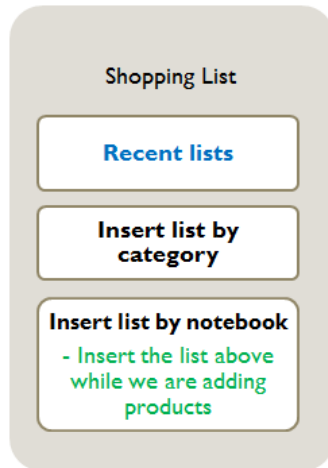 Shopping List
Recent lists
Insert list by
category
Insert list by notebook
- Insert the list above
while we are adding
products